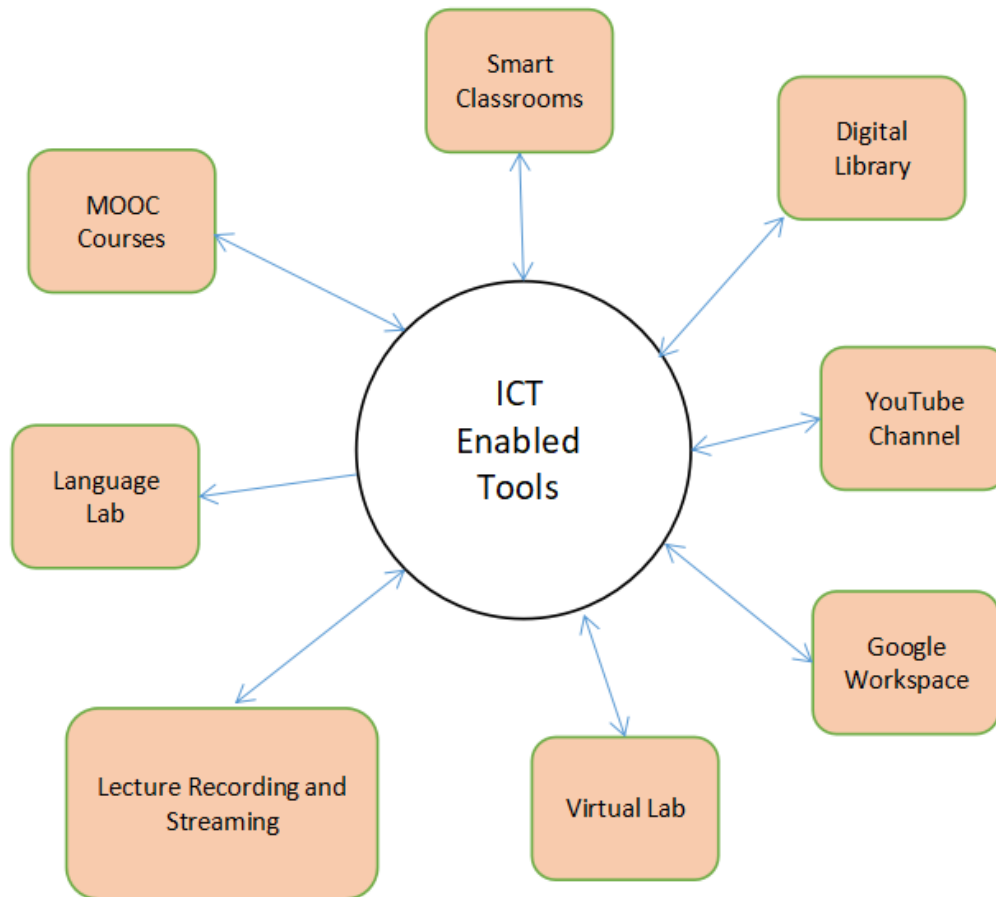 Smart
Classrooms
Digital
Library
MOOC
Courses
ICT
Enabled
Tools
YouTube
Channel
Language
Lab
Google
Workspace
Lecture Recording and
Streaming
Virtual Lab